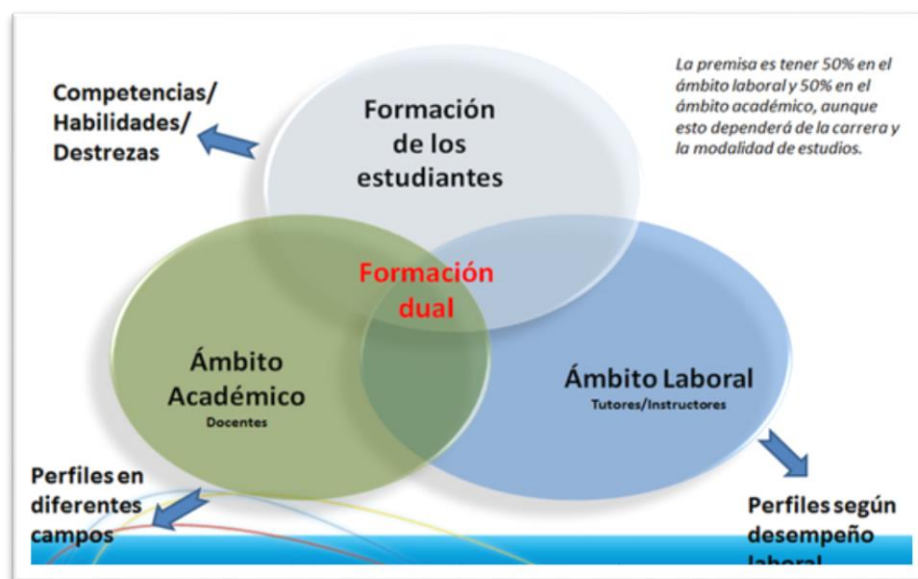 La premisa es tener 50% en el
ámbito laboral y 50% en el
ámbito académico, aunque
esto dependerá de la carrera y
la modalidad de estudios.
Competencias/
Habilidades/
Destrezas
Formación
de los
estudiantes
Formación
dual
Ámbito
Académico
Docentes
Ámbito Laboral
Tutores/Instructores
Perfiles en
diferentes
campos
Perfiles según
desempeño
laboral